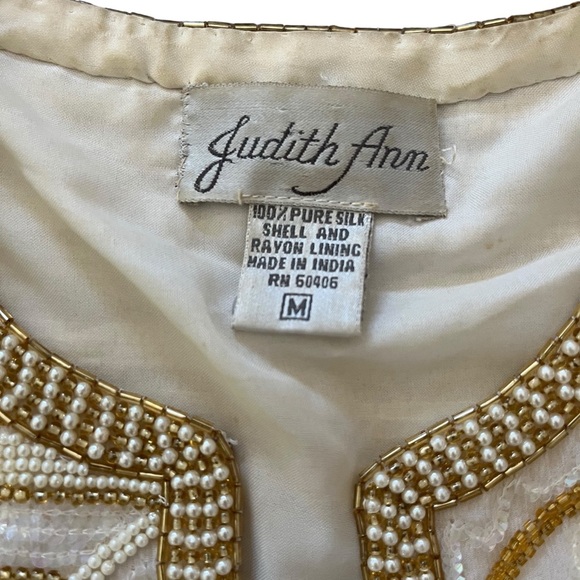 Judith Ann
100% PURE SILK
SHELL AND
RAYON LINING
MADE IN INDIA
RN 60406
M